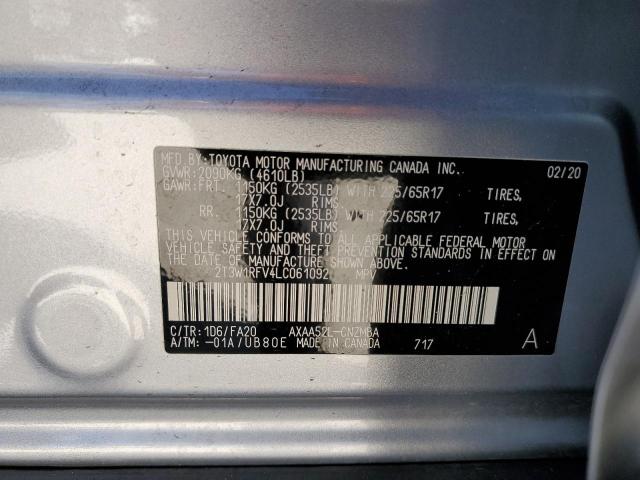 MFD.BY:TOYOTA MOTOR MANUFACTURING CANADA INC. 02/20
GVWR:2090KG (4610LB)
GAWR:FRT. 1150KG (2535LB) WITH 225/65R17 TIRES,
17X7.0J RIMS
RR. 1150KG (2535LB) WITH 225/65R17 TIRES,
17X7.0J RIMS
THIS VEHICLE CONFORMS TO ALL APPLICABLE FEDERAL MOTOR
VEHICLE SAFETY AND THEFT PREVENTION STANDARDS IN EFFECT ON
THE DATE OF MANUFACTURE SHOWN ABOVE.
2T3W1RFV4LC061092 MPV
C/TR:1D6/FA20 AXAA52L-CNZMBA
A/TM:-01A/UB80E MADE IN CANADA 717 A